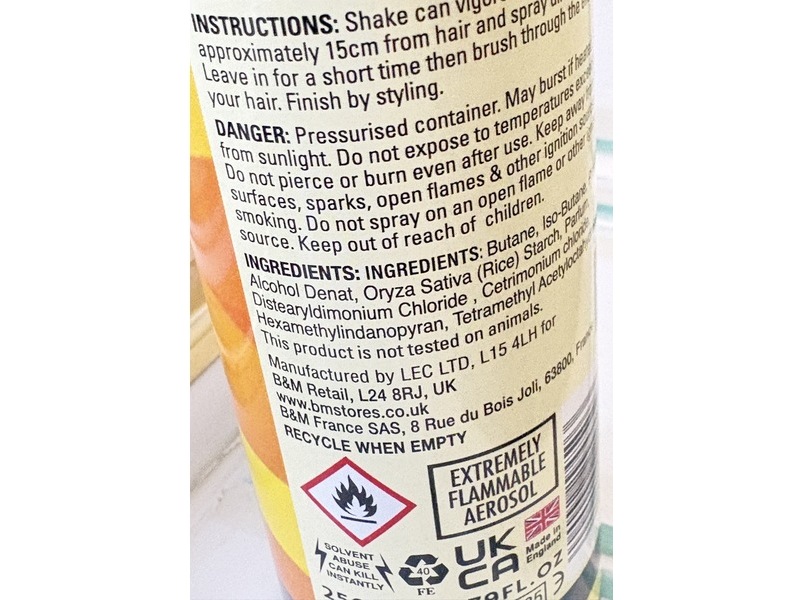 INSTRUCTIONS: Shake can
approximately 15cm from hair and spray
Leave in for a short time then brush through the
your hair. Finish by styling.
DANGER: Pressurised container. May burst if
from sunlight. Do not expose to temperatures
Do not pierce or burn even after use. Keep away
surfaces, sparks, open flames & other ignition
smoking. Do not spray on an open flame or other
source. Keep out of reach of children.
INGREDIENTS: INGREDIENTS: Butane, Iso-Butane,
Alcohol Denat, Oryza Sativa (Rice) Starch, Parfum,
Distearyldimonium Chloride , Cetrimonium
Hexamethylindanopyran, Tetramethyl
This product is not tested on animals.
Manufactured by LEC LTD, L15 4LH for
B&M Retail, L24 8RJ, UK
www.bmstores.co.uk
B&M France SAS, 8 Rue du Bois Joli, 63800,
RECYCLE WHEN EMPTY
EXTREMELY
FLAMMABLE
AEROSOL
SOLVENT
ABUSE
CAN KILL
INSTANTLY
40
FE
UK
CA
Made in
England
FL.OZ